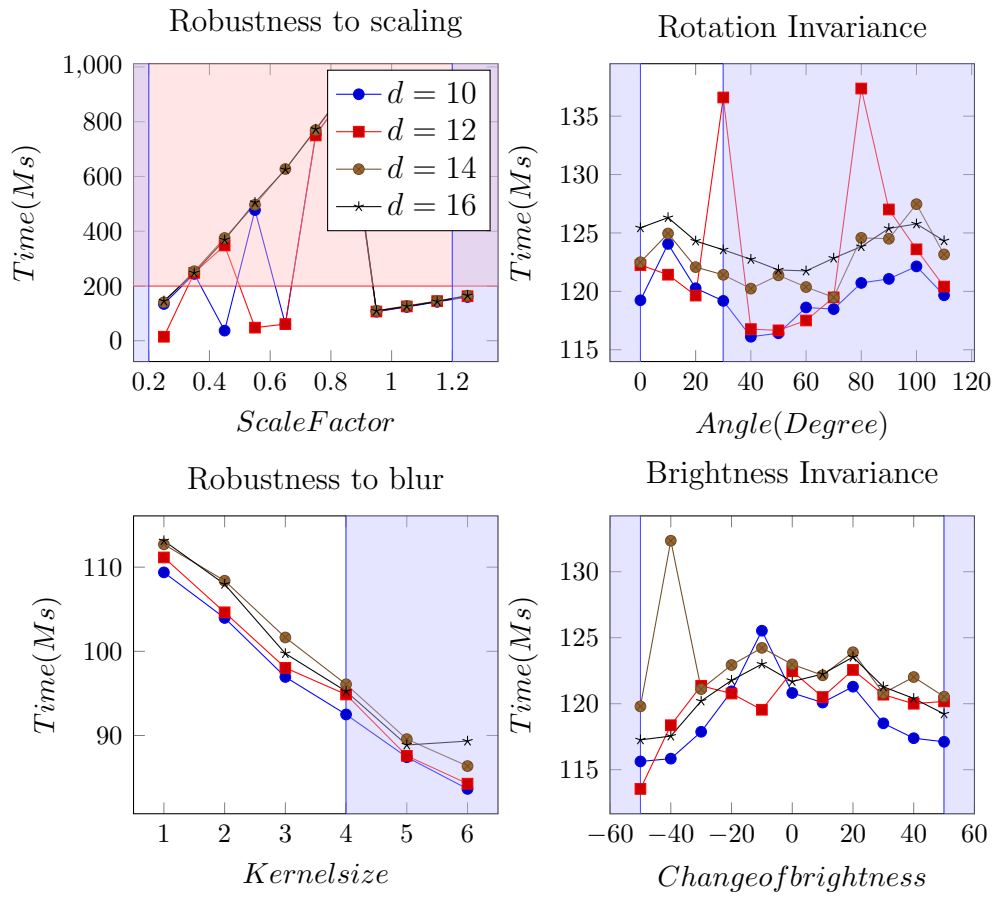 Robustness to scaling
1,000
800
600
400
200
0
0.2 0.4 0.6 0.8 1 1.2
ScaleFactor
Time(Ms)
d = 10
d = 12
d = 14
d = 16
Rotation Invariance
135
130
125
120
115
0 20 40 60 80 100 120
Angle(Degree)
Time(Ms)
Robustness to blur
110
100
90
1 2 3 4 5 6
Kernelsize
Time(Ms)
Brightness Invariance
130
125
120
115
−60 −40 −20 0 20 40 60
Changeofbrightness
Time(Ms)